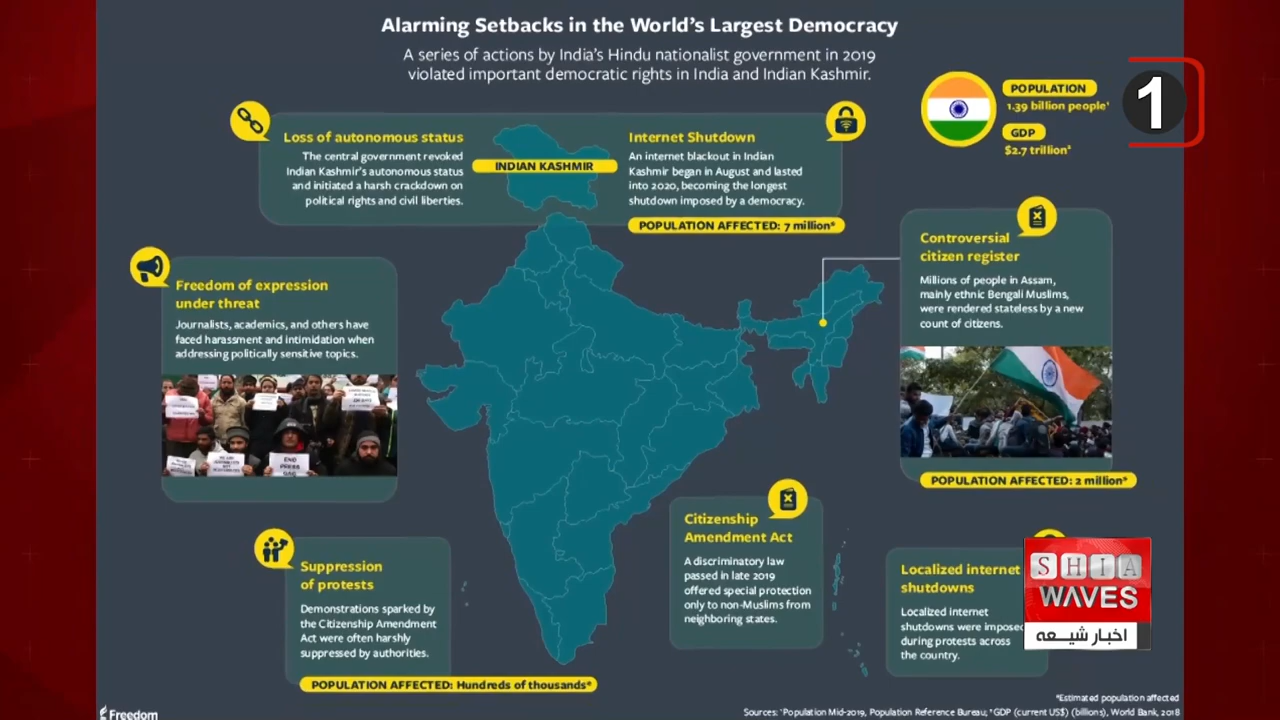 Alarming Setbacks in the World's Largest Democracy
A series of actions by India's Hindu nationalist government in 2019
violated important democratic rights in India and Indian Kashmir.
POPULATION
1.39 billion people¹
GDP
$2.7 trillion²
1
Loss of autonomous status
The central government revoked
Indian Kashmir's autonomous status
and initiated a harsh crackdown on
political rights and civil liberties.
INDIAN KASHMIR
Internet Shutdown
An internet blackout in Indian
Kashmir began in August and lasted
into 2020, becoming the longest
shutdown imposed by a democracy.
POPULATION AFFECTED: 7 million*
Controversial
citizen register
Millions of people in Assam,
mainly ethnic Bengali Muslims,
were rendered stateless by a new
count of citizens.
POPULATION AFFECTED: 2 million*
Freedom of expression
under threat
Journalists, academics, and others have
faced harassment and intimidation when
addressing politically sensitive topics.
END
PRESS
GAG
Citizenship
Amendment Act
A discriminatory law
passed in late 2019
offered special protection
only to non-Muslims from
neighboring states.
Suppression
of protests
Demonstrations sparked by
the Citizenship Amendment
Act were often harshly
suppressed by authorities.
POPULATION AFFECTED: Hundreds of thousands*
Localized internet
shutdowns
Localized internet
shutdowns were imposed
during protests across
the country.
SHIA
WAVES
اخبار شیعه
*Estimated population affected
Sources: ¹Population Mid-2019, Population Reference Bureau; ²GDP (current US$) (billions), World Bank, 2018
Freedom